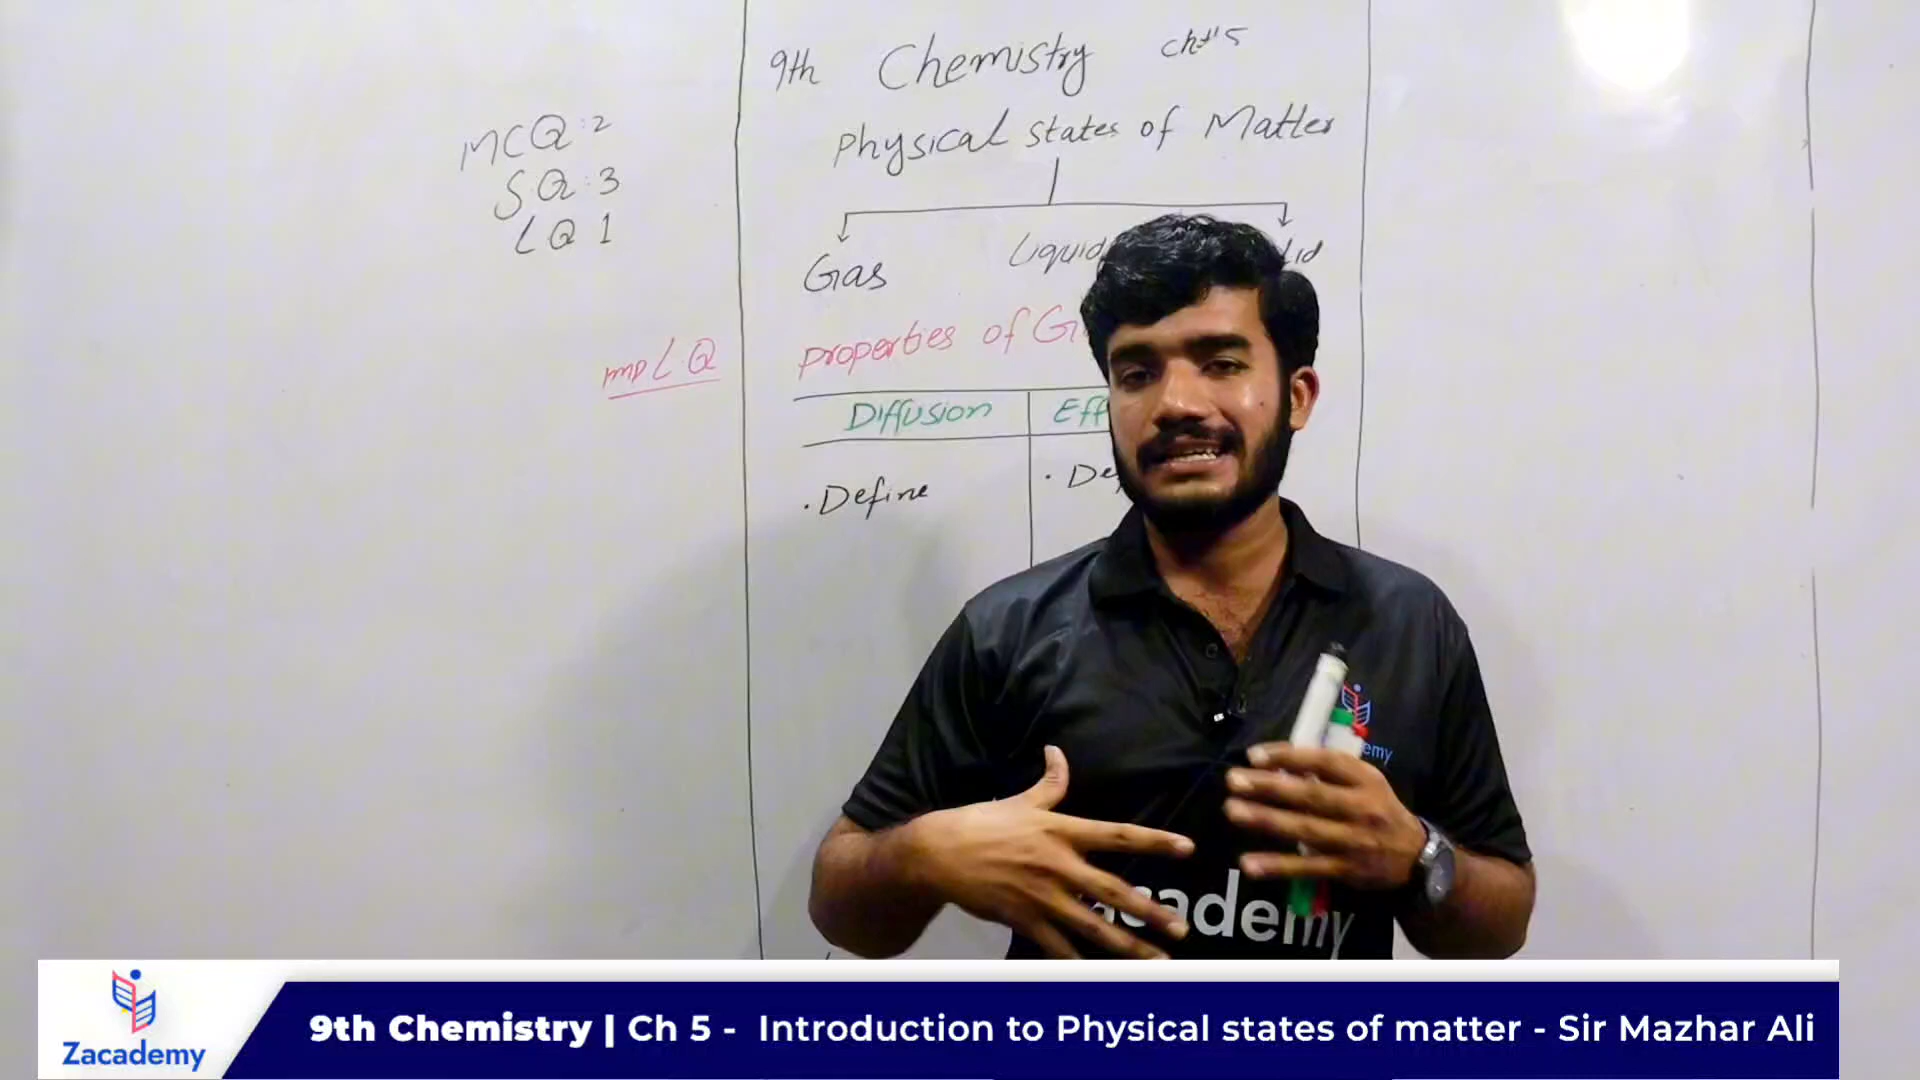 9th Chemistry ch#5
Physical states of Matter
MCQ:2
SQ:3
LQ 1
Gas Liquid
Properties of
imp L.Q
Diffusion
.Define
Zacademy
9th Chemistry | Ch 5 - Introduction to Physical states of matter - Sir Mazhar Ali